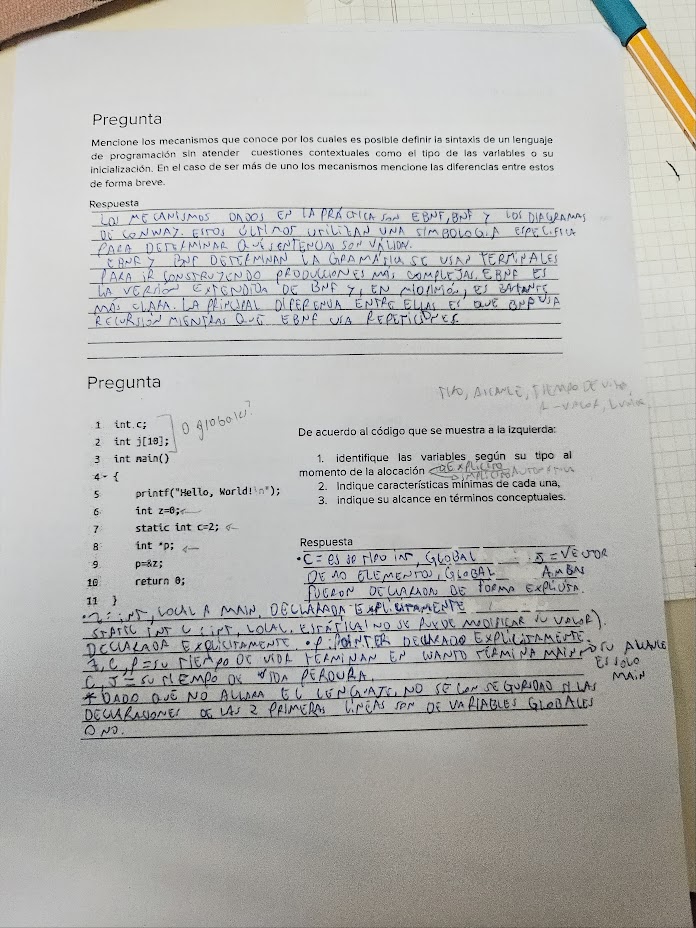 Pregunta
Mencione los mecanismos que conoce por los cuales es posible definir la sintaxis de un lenguaje
de programación sin atender cuestiones contextuales como el tipo de las variables o su
inicialización. En el caso de ser más de uno los mecanismos mencione las diferencias entre estos
de forma breve.
Respuesta
LOS MECANISMOS DADOS EN LA PRÁCTICA SON EBNF, BNF Y LOS DIAGRAMAS
DE CONWAY. ESTOS ÚLTIMOS UTILIZAN UNA SIMBOLOGIA ESPECIFICA
PARA DETERMINAR QUE SENTENCIAS SON VÁLIDAS.
EBNF Y BNF DETERMINAN LA GRAMÁTICA SE USAN TERMINALES
PARA IR CONSTRUYENDO PRODUCCIONES MÁS COMPLEJAS. EBNF ES
LA VERSIÓN EXTENDIDA DE BNF Y, EN MI OPINIÓN, ES BASTANTE
MÁS CLARA. LA PRINCIPAL DIFERENCIA ENTRE ELLAS ES QUE BNF USA
RECURSIÓN MIENTRAS QUE EBNF USA REPETICIONES.
Pregunta
TIPO, ALCANCE, TIEMPO DE VIDA,
R-VALOR, L-VALOR
1 int c;
2 int j[10];
O globales?
3 int main()
4 {
5 printf("Hello, World!\n");
6 int z=0;
7 static int c=2;
8 int *p;
9 p=&z;
10 return 0;
11 }
De acuerdo al código que se muestra a la izquierda:
1. identifique las variables según su tipo al
momento de la alocación EXPLICITO
AUTOMATICA
2. Indique características mínimas de cada una,
3. indique su alcance en términos conceptuales.
Respuesta
• C = es de TIPO INT, GLOBAL J = VECTOR
DE 10 ELEMENTOS, GLOBAL AMBAS
FUERON DECLARADA DE FORMA EXPLÍCITA.
• Z: INT, LOCAL A MAIN, DECLARADA EXPLICITAMENTE
STATIC INT C (INT, LOCAL, ESTÁTICA (NO SE PUEDE MODIFICAR SU VALOR).
DECLARADA EXPLICITAMENTE. • P: POINTER DECLARADO EXPLÍCITAMENTE.
Z, C, P = SU TIEMPO DE VIDA TERMINAN EN CUANTO TERMINA MAIN → SU ALCANCE
ES SOLO
MAIN
C, J = SU TIEMPO DE VIDA PERDURA.
* DADO QUE NO ACLARA EL LENGUAJE, NO SE CON SEGURIDAD SI LAS
DECLARACIONES DE LAS 2 PRIMERAS LÍNEAS SON DE VARIABLES GLOBALES
O NO.